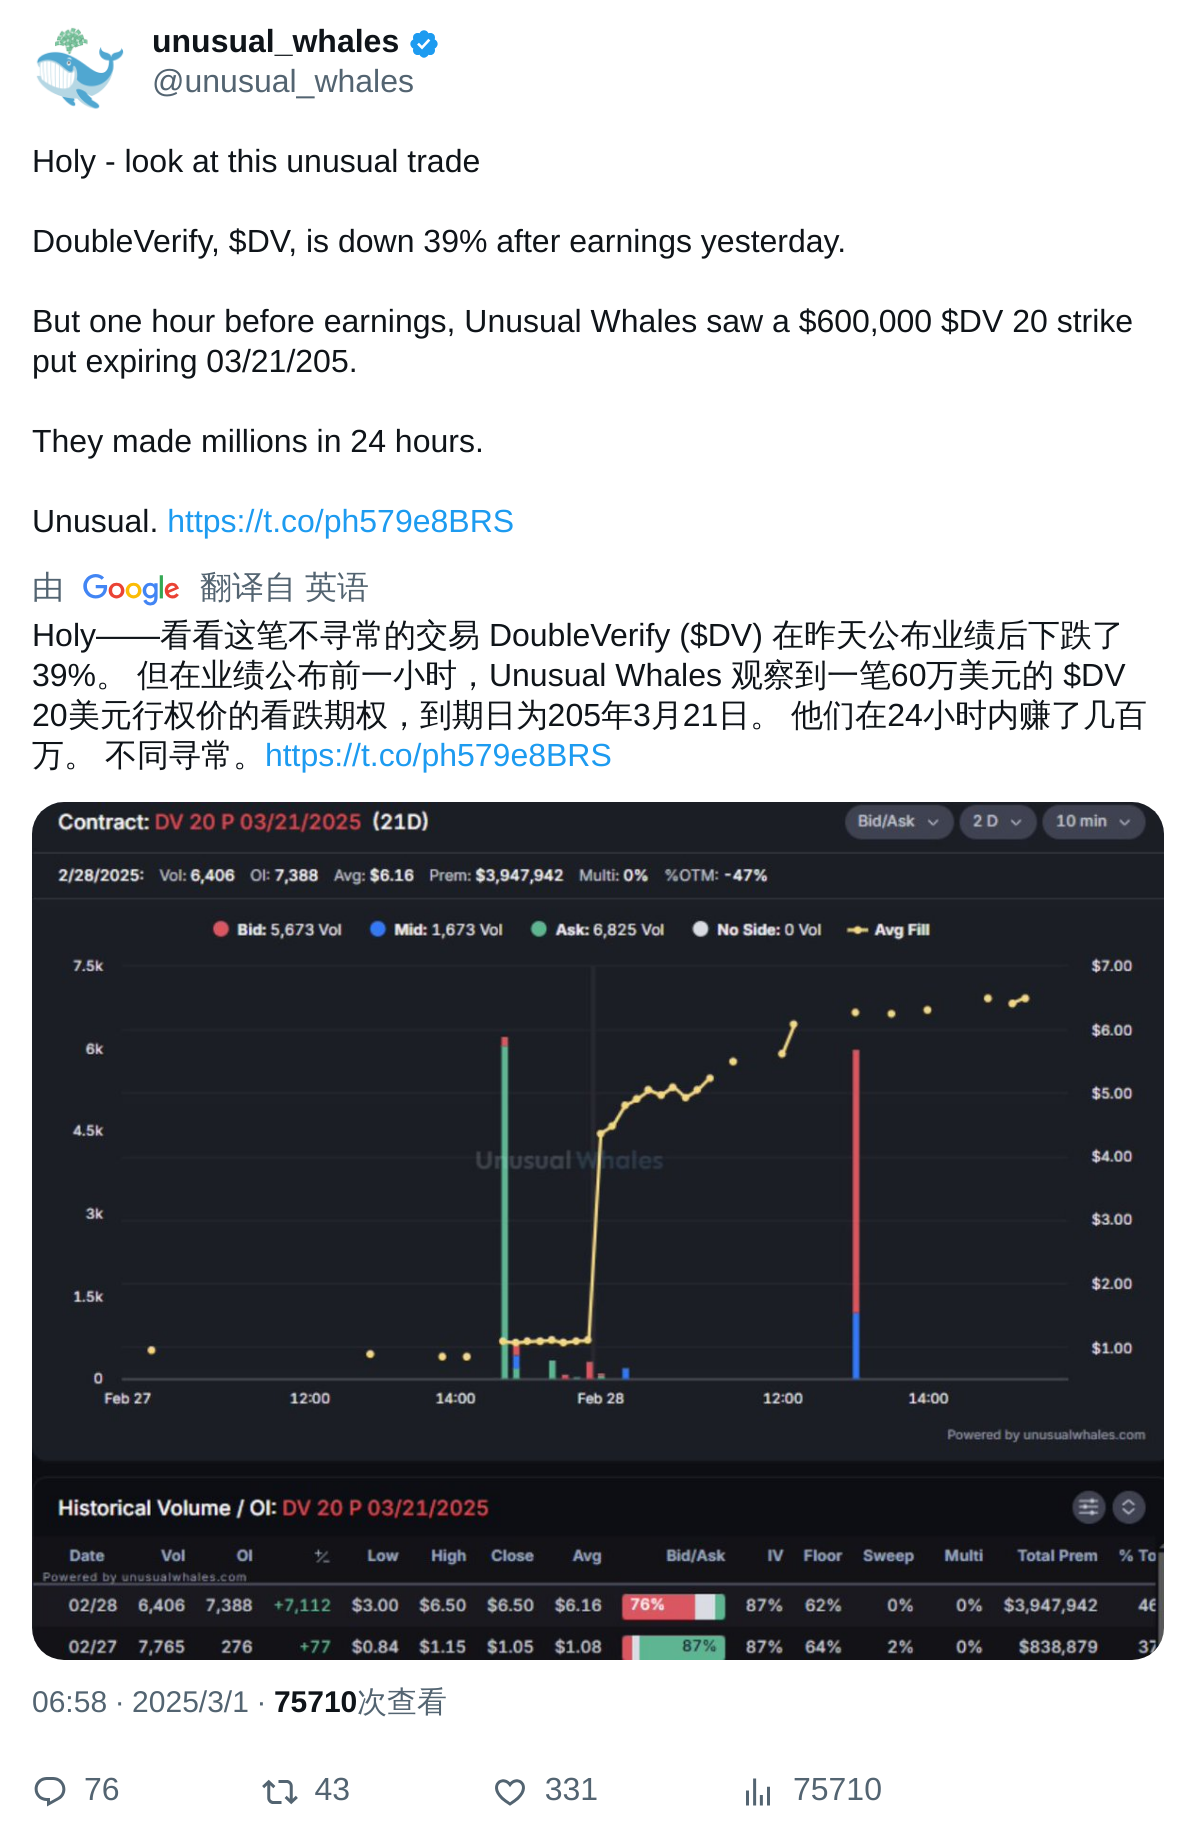 unusual_whales
@unusual_whales
Holy - look at this unusual trade
DoubleVerify, $DV, is down 39% after earnings yesterday.
But one hour before earnings, Unusual Whales saw a $600,000 $DV 20 strike
put expiring 03/21/205.
They made millions in 24 hours.
Unusual. https://t.co/ph579e8BRS
由 Google 翻译自 英语
Holy——看看这笔不寻常的交易 DoubleVerify ($DV) 在昨天公布业绩后下跌了
39%。 但在业绩公布前一小时，Unusual Whales 观察到一笔60万美元的 $DV
20美元行权价的看跌期权，到期日为205年3月21日。 他们在24小时内赚了几百
万。 不同寻常。https://t.co/ph579e8BRS
Contract: DV 20 P 03/21/2025 (21D) Bid/Ask 2 D 10 min
2/28/2025: Vol: 6,406 OI: 7,388 Avg: $6.16 Prem: $3,947,942 Multi: 0% %OTM: -47%
Bid: 5,673 Vol Mid: 1,673 Vol Ask: 6,825 Vol No Side: 0 Vol Avg Fill
7.5k $7.00
6k $6.00
$5.00
4.5k
Unusual Whales $4.00
3k $3.00
$2.00
1.5k
$1.00
0
Feb 27 12:00 14:00 Feb 28 12:00 14:00
Powered by unusualwhales.com
Historical Volume / OI: DV 20 P 03/21/2025
Date Vol OI +/- Low High Close Avg Bid/Ask IV Floor Sweep Multi Total Prem % To
Powered by unusualwhales.com
02/28 6,406 7,388 +7,112 $3.00 $6.50 $6.50 $6.16 76% 87% 62% 0% 0% $3,947,942 46
02/27 7,765 276 +77 $0.84 $1.15 $1.05 $1.08 87% 87% 64% 2% 0% $838,879 37
06:58 · 2025/3/1 · 75710次查看
76 43 331 75710